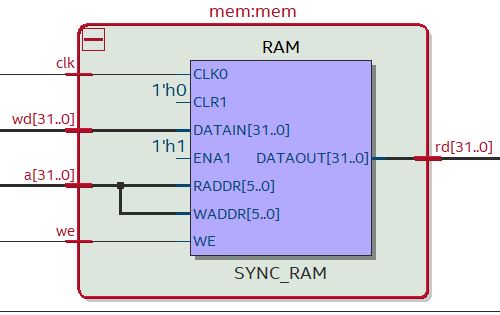 mem:mem
RAM
clk
CLK0
1'h0
CLR1
wd[31..0]
DATAIN[31..0]
1'h1
ENA1
DATAOUT[31..0]
rd[31..0]
a[31..0]
RADDR[5..0]
WADDR[5..0]
we
WE
SYNC_RAM